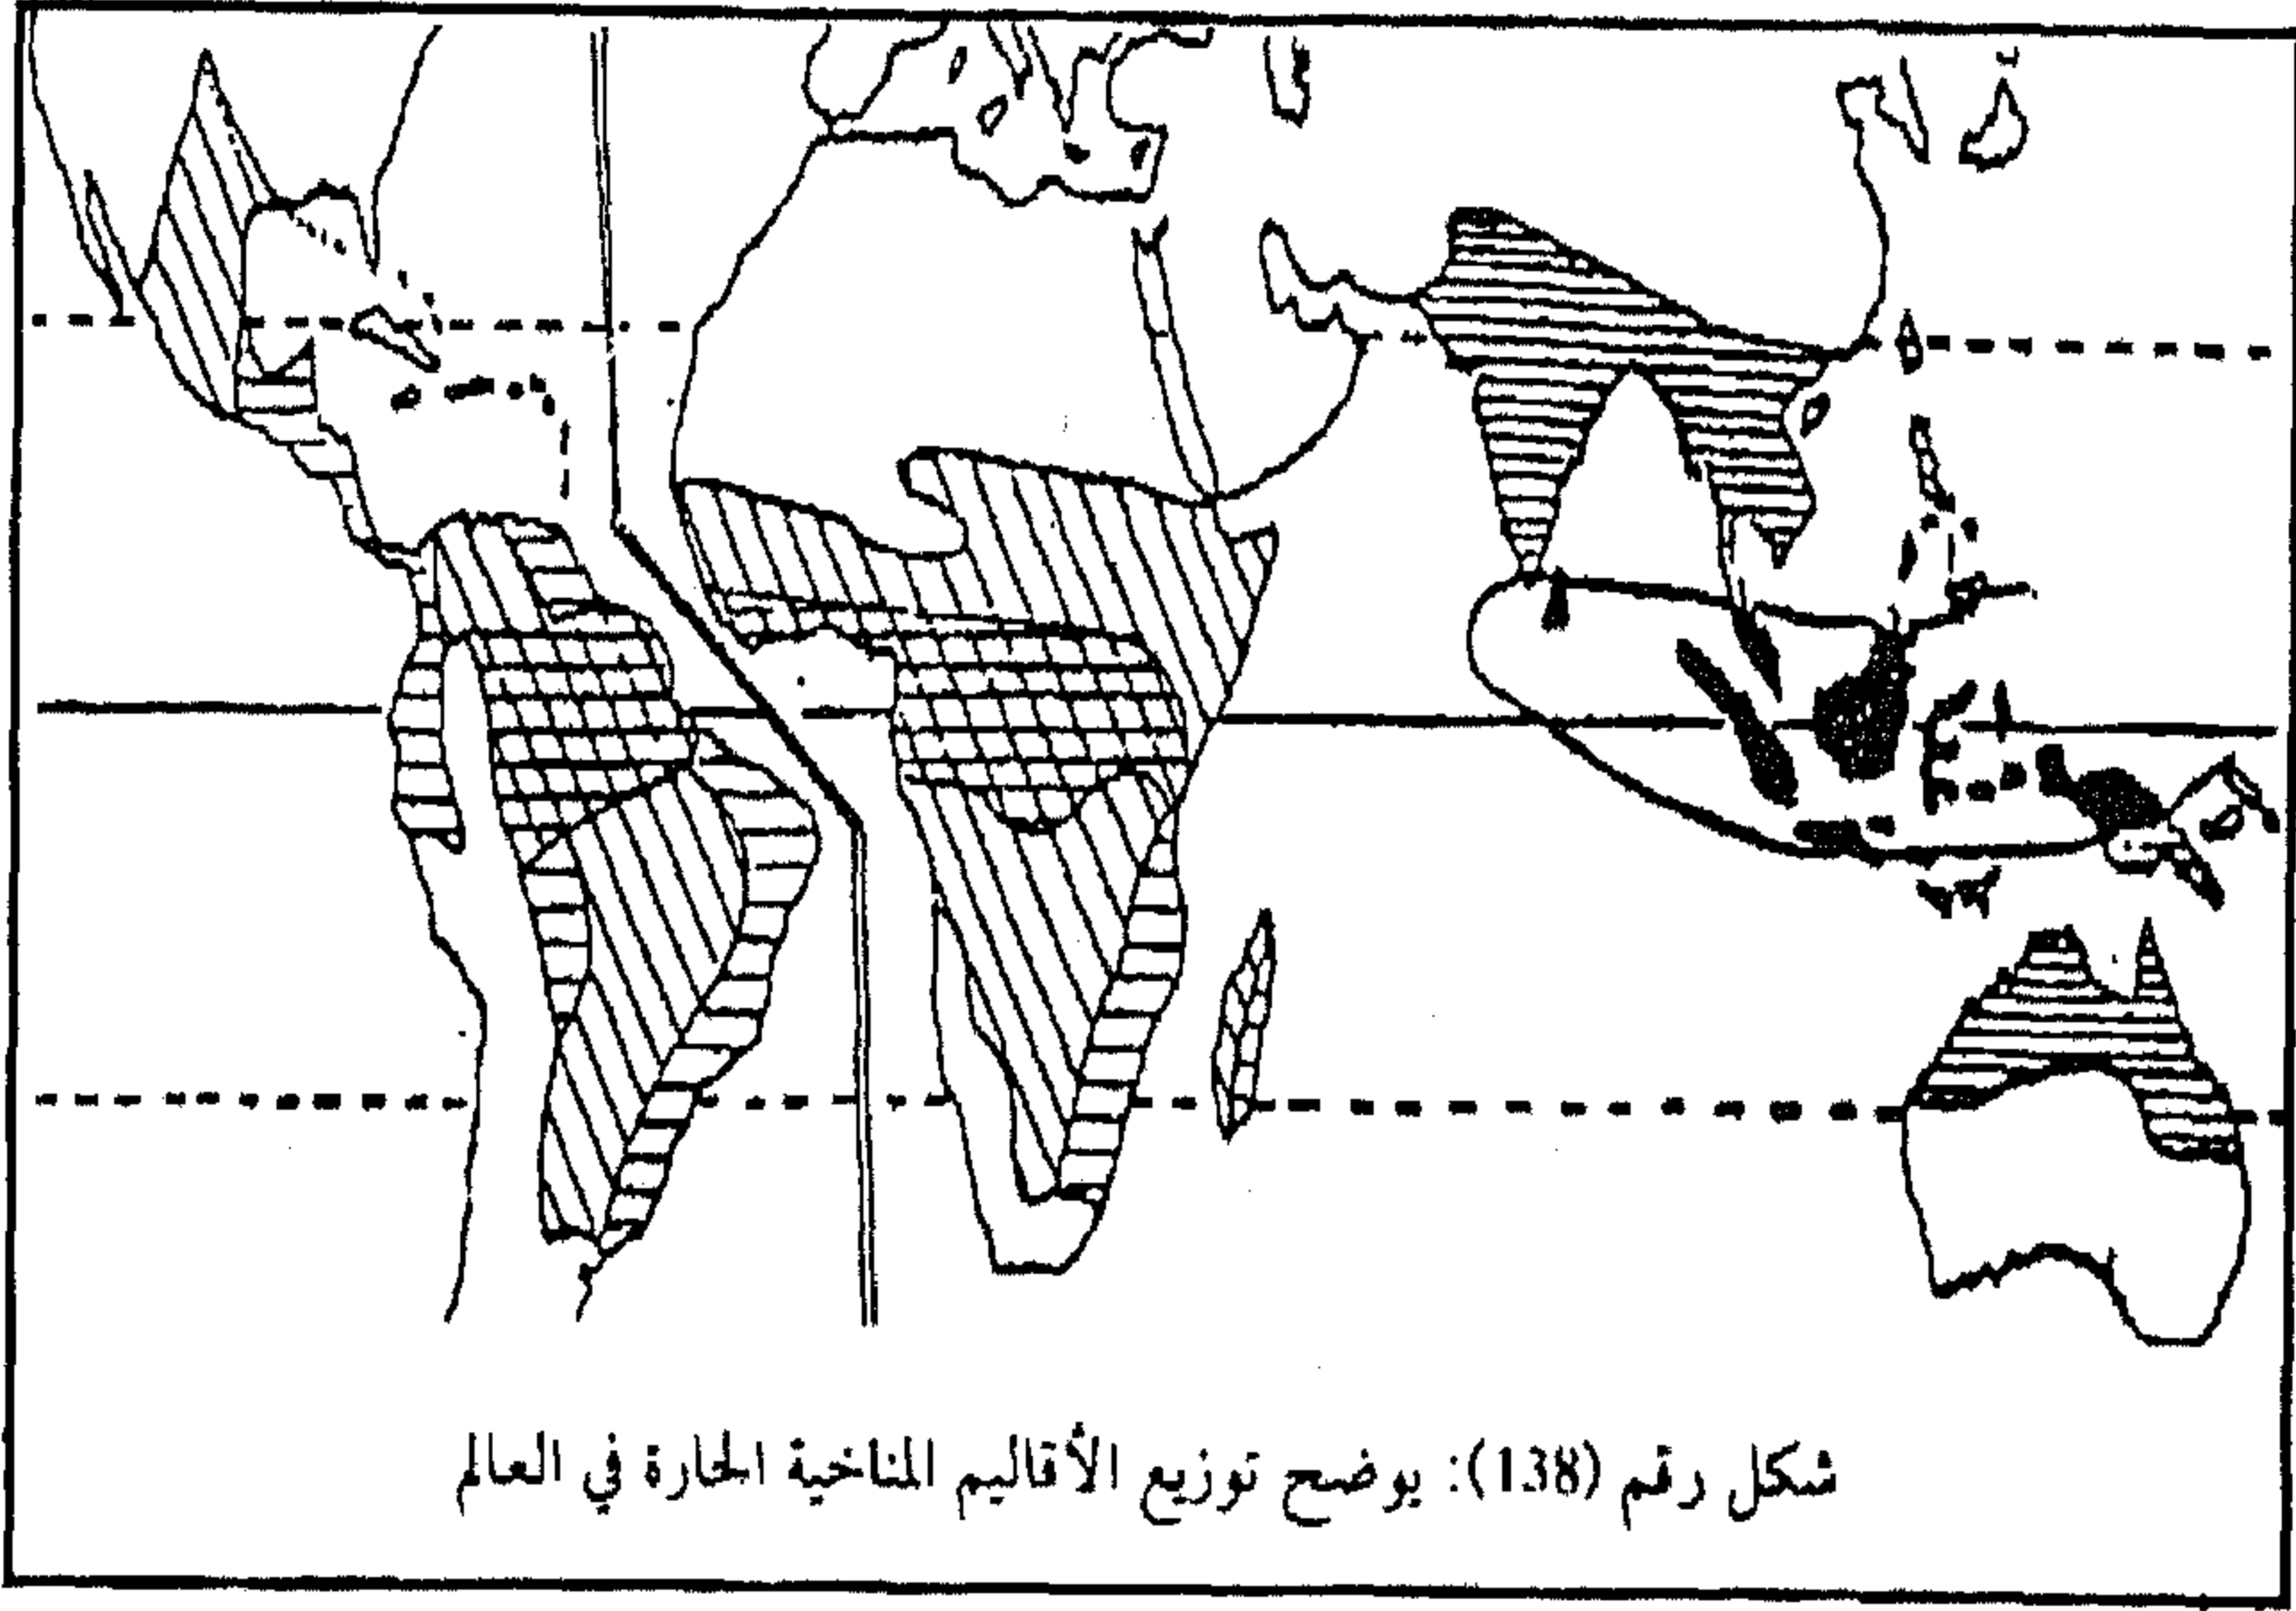 شكل رقم (138): يوضح توزيع الأقاليم المناخية الحارة في العالم